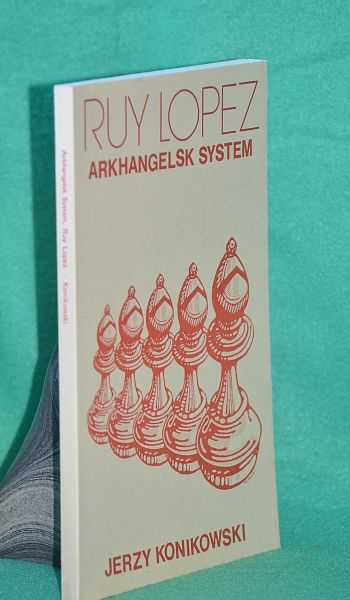 RUY LOPEZ
ARKHANGELSK SYSTEM
JERZY KONIKOWSKI
Arkhangelsk System, Ruy Lopez Konikowski